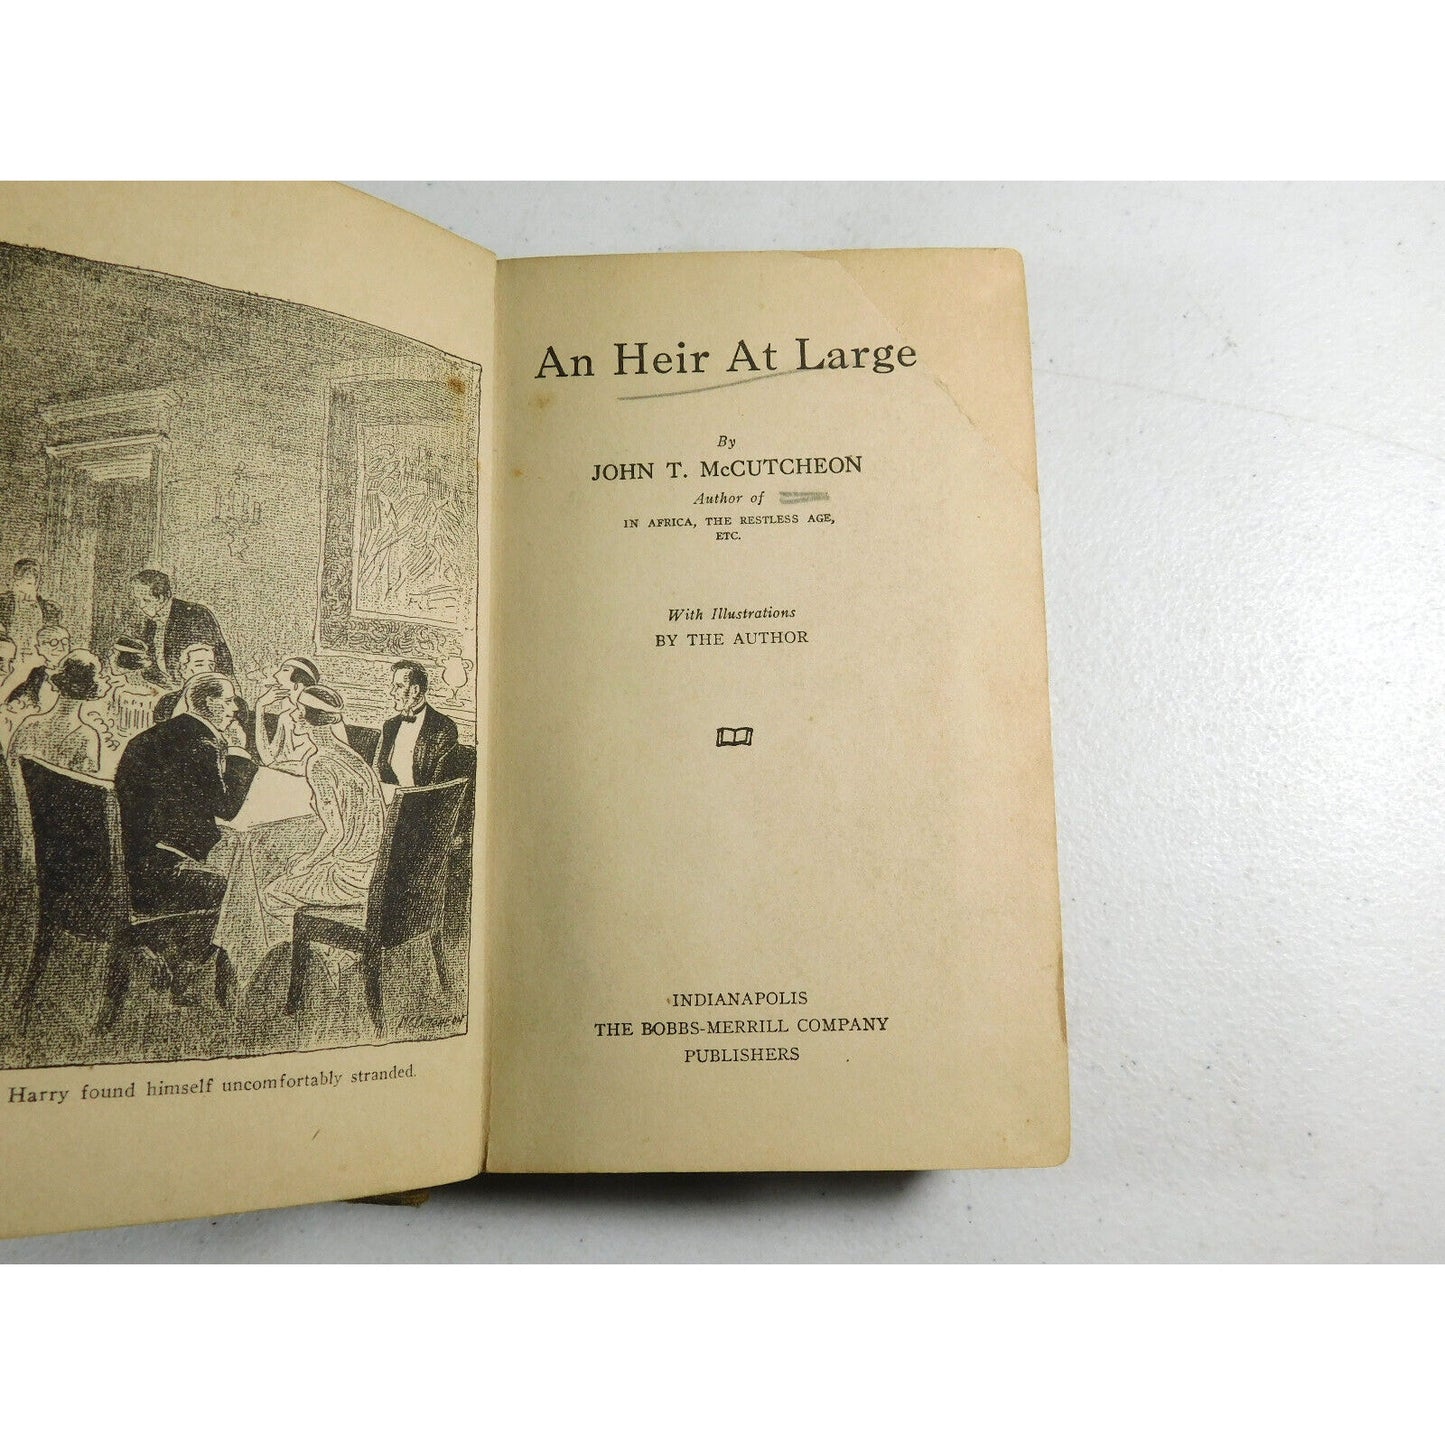 McCUTCHEON
Harry found himself uncomfortably stranded.
An Heir At Large
By
JOHN T. McCUTCHEON
Author of
IN AFRICA, THE RESTLESS AGE,
ETC.
With Illustrations
BY THE AUTHOR
INDIANAPOLIS
THE BOBBS-MERRILL COMPANY
PUBLISHERS